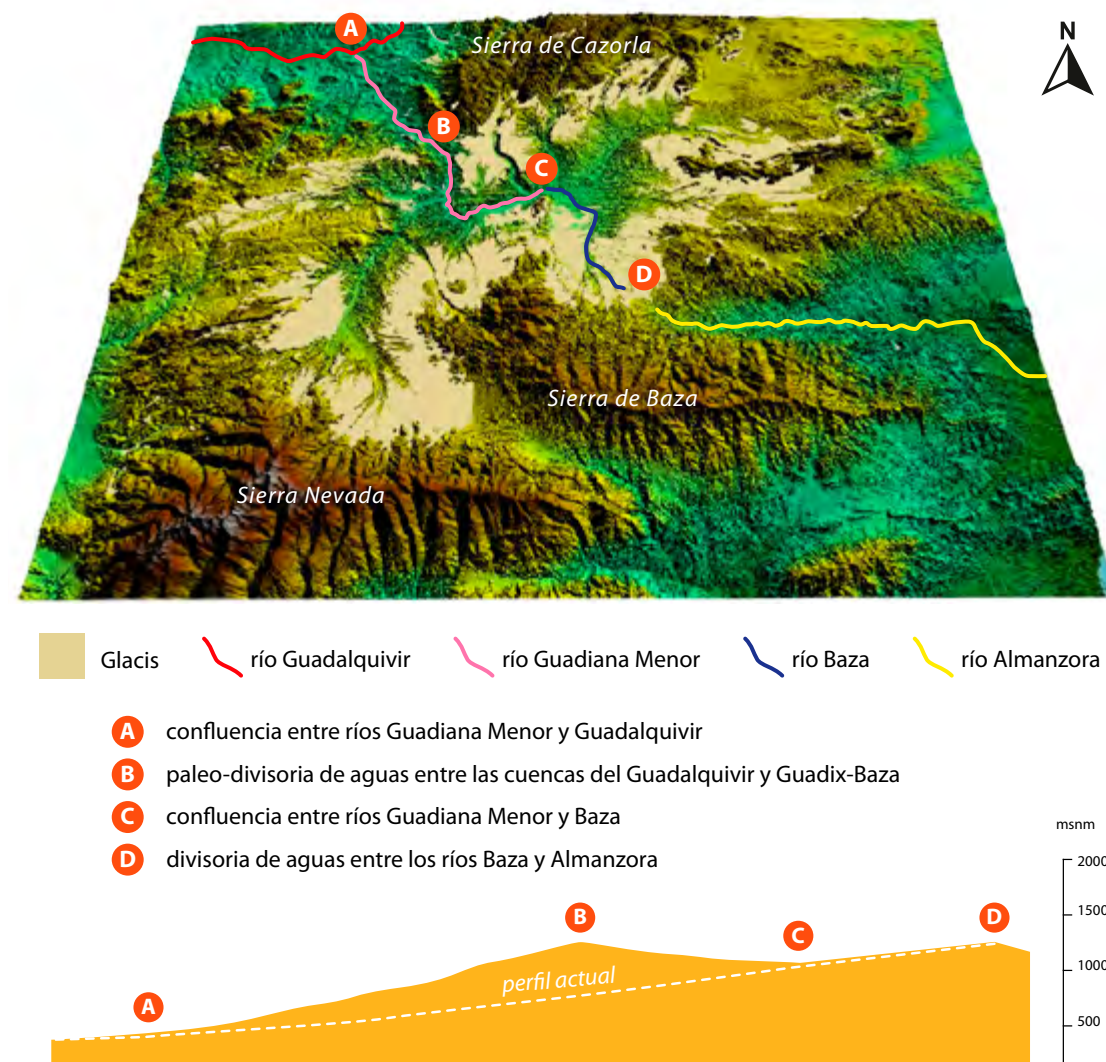 A
Sierra de Cazorla
N
B
C
D
Sierra de Baza
Sierra Nevada
Glacis río Guadalquivir río Guadiana Menor río Baza río Almanzora
A confluencia entre ríos Guadiana Menor y Guadalquivir
B paleo-divisoria de aguas entre las cuencas del Guadalquivir y Guadix-Baza
C confluencia entre ríos Guadiana Menor y Baza
D divisoria de aguas entre los ríos Baza y Almanzora
msnm
2000
1500
B
D
C
1000
perfil actual
A
500